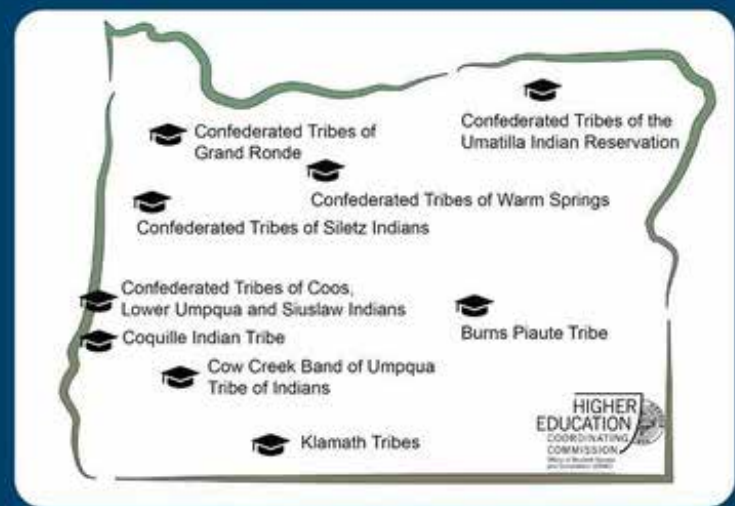 Confederated Tribes of
Grand Ronde
Confederated Tribes of the
Umatilla Indian Reservation
Confederated Tribes of Warm Springs
Confederated Tribes of Siletz Indians
Confederated Tribes of Coos,
Lower Umpqua and Siuslaw Indians
Burns Piaute Tribe
Coquille Indian Tribe
Cow Creek Band of Umpqua
Tribe of Indians
Klamath Tribes
HIGHER
EDUCATION
COORDINATING
COMMISSION